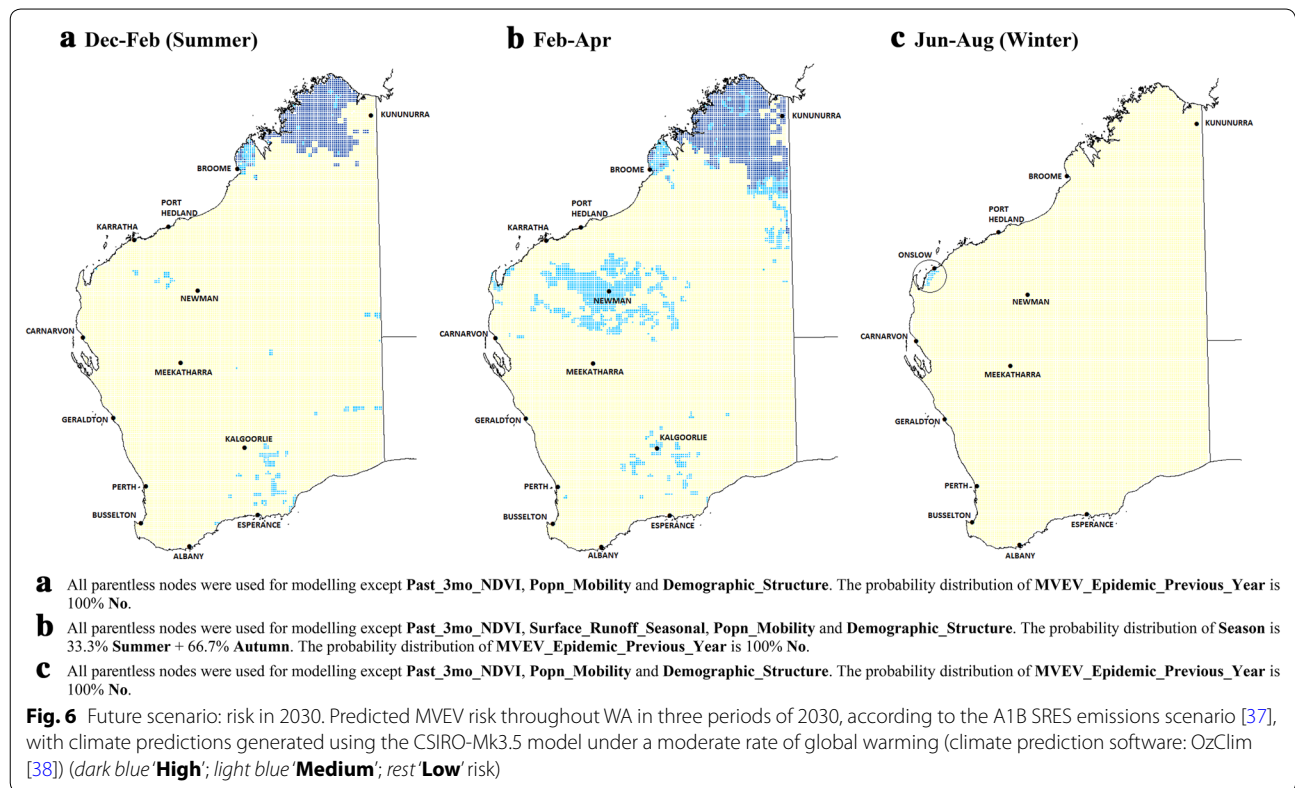 a Dec-Feb (Summer)
KUNUNURRA
BROOME
PORT
HEDLAND
KARRATHA
NEWMAN
CARNARVON
MEEKATHARRA
GERALDTON
KALGOORLIE
PERTH
BUSSELTON
ESPERANCE
ALBANY
b Feb-Apr
KUNUNURRA
BROOME
PORT
HEDLAND
KARRATHA
NEWMAN
CARNARVON
MEEKATHARRA
GERALDTON
KALGOORLIE
PERTH
BUSSELTON
ESPERANCE
ALBANY
c Jun-Aug (Winter)
KUNUNURRA
BROOME
PORT
HEDLAND
ONSLOW
NEWMAN
CARNARVON
MEEKATHARRA
GERALDTON
PERTH
BUSSELTON
ESPERANCE
ALBANY
a All parentless nodes were used for modelling except Past_3mo_NDVI, Popn_Mobility and Demographic_Structure. The probability distribution of MVEV_Epidemic_Previous_Year is
100% No.
b All parentless nodes were used for modelling except Past_3mo_NDVI, Surface_Runoff_Seasonal, Popn_Mobility and Demographic_Structure. The probability distribution of Season is
33.3% Summer + 66.7% Autumn. The probability distribution of MVEV_Epidemic_Previous_Year is 100% No.
c All parentless nodes were used for modelling except Past_3mo_NDVI, Popn_Mobility and Demographic_Structure. The probability distribution of MVEV_Epidemic_Previous_Year is
100% No.
Fig. 6 Future scenario: risk in 2030. Predicted MVEV risk throughout WA in three periods of 2030, according to the A1B SRES emissions scenario [37],
with climate predictions generated using the CSIRO-Mk3.5 model under a moderate rate of global warming (climate prediction software: OzClim
[38]) (dark blue 'High'; light blue 'Medium'; rest 'Low' risk)